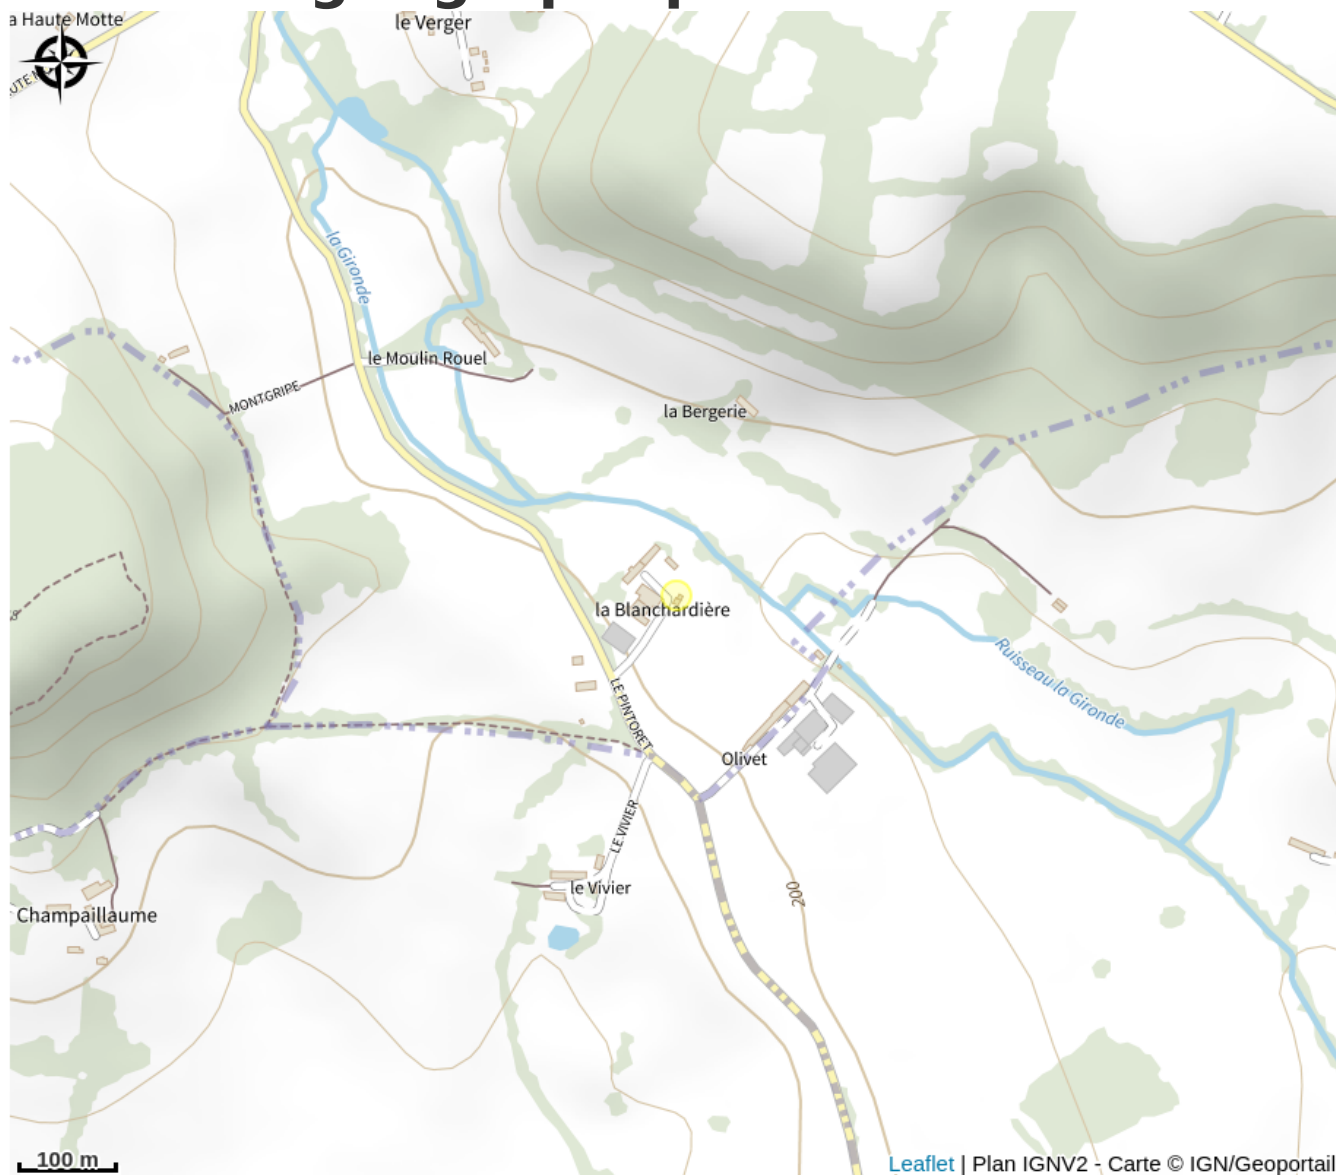 a Haute Motte
le Verger
la Gironde
le Moulin Rouel
MONTGRIPE
la Bergerie
la Blanchardière
Ruisseau la Gironde
LE PINTORET
Olivet
LE VIVIER
le Vivier
200
Champaillaume
100 m
Leaflet | Plan IGNV2 - Carte © IGN/Geoportail